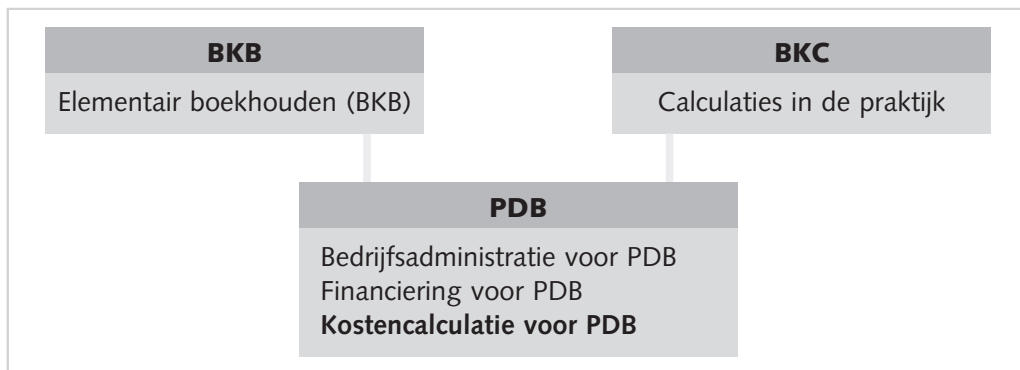 BKB
Elementair boekhouden (BKB)
BKC
Calculaties in de praktijk
PDB
Bedrijfsadministratie voor PDB
Financiering voor PDB
Kostencalculatie voor PDB